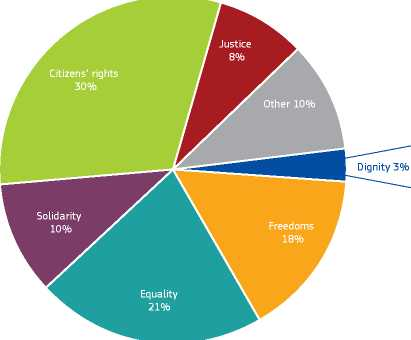 Justice
8%
Citizens' rights
30%
Other 10%
Dignity 3%
Solidarity
10%
Freedoms
18%
Equality
21%